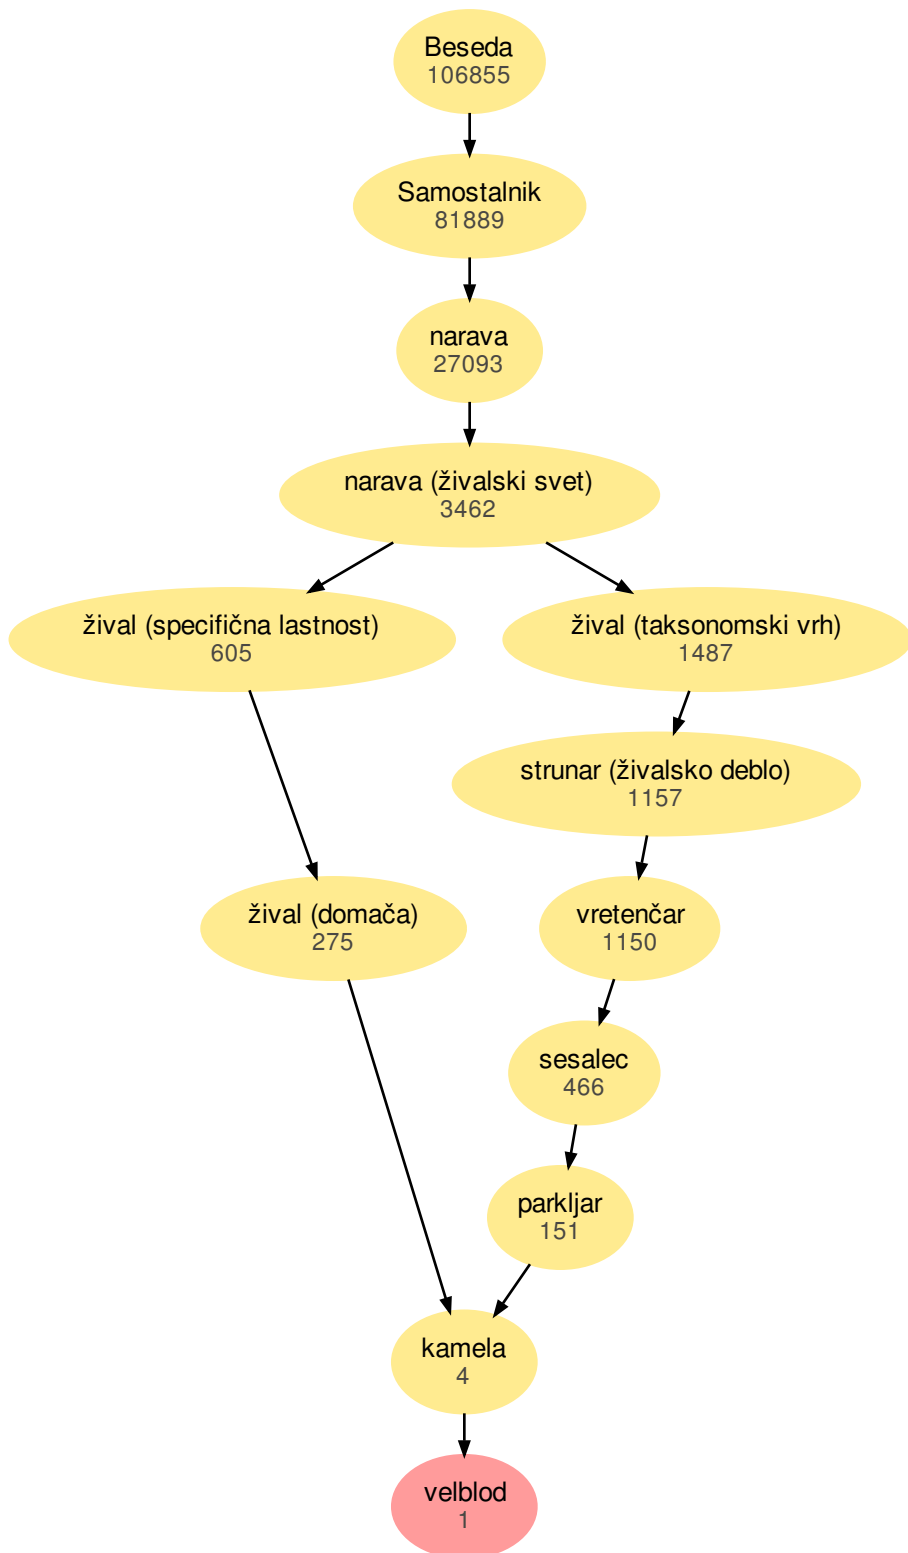 Beseda
106855
Samostalnik
81889
narava
27093
narava (živalski svet)
3462
žival (specifična lastnost)
605
žival (taksonomski vrh)
1487
strunar (živalsko deblo)
1157
žival (domača)
275
vretenčar
1150
sesalec
466
parkljar
151
kamela
4
velblod
1